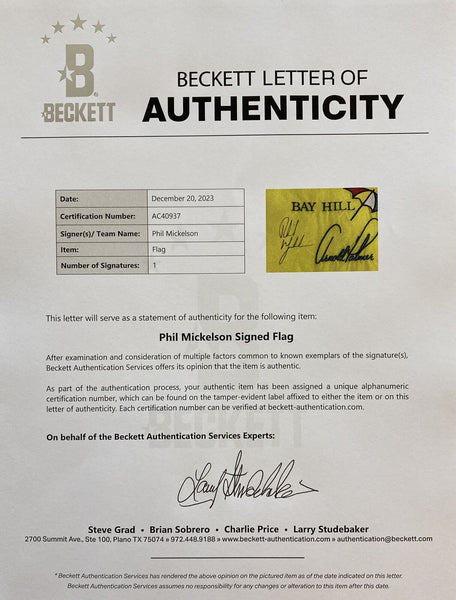 B
BECKETT
BECKETT LETTER OF
AUTHENTICITY
Date: December 20, 2023
Certification Number: AC40937
Signer(s)/ Team Name: Phil Mickelson
Item: Flag
Number of Signatures: 1
BAY HILL
Arnold Palmer
This letter will serve as a statement of authenticity for the following item:
Phil Mickelson Signed Flag
After examination and consideration of multiple factors common to known exemplars of the signature(s),
Beckett Authentication Services offers its opinion that the item is authentic.
As part of the authentication process, your authentic item has been assigned a unique alphanumeric
certification number, which can be found on the tamper-evident label affixed to either the item or on this
letter of authenticity. Each certification number can be verified at beckett-authentication.com.
BECKETT
On behalf of the Beckett Authentication Services Experts:
Larry Studebaker
Steve Grad • Brian Sobrero • Charlie Price • Larry Studebaker
2700 Summit Ave., Ste 100, Plano TX 75074 » 972.448.9188 » www.beckett-authentication.com » authentication@beckett.com
*Beckett Authentication Services has rendered the above opinion on the pictured item as of the date indicated on this letter.
Beckett Authentication Services assumes no responsibility for any changes or alteration to this item after this date.